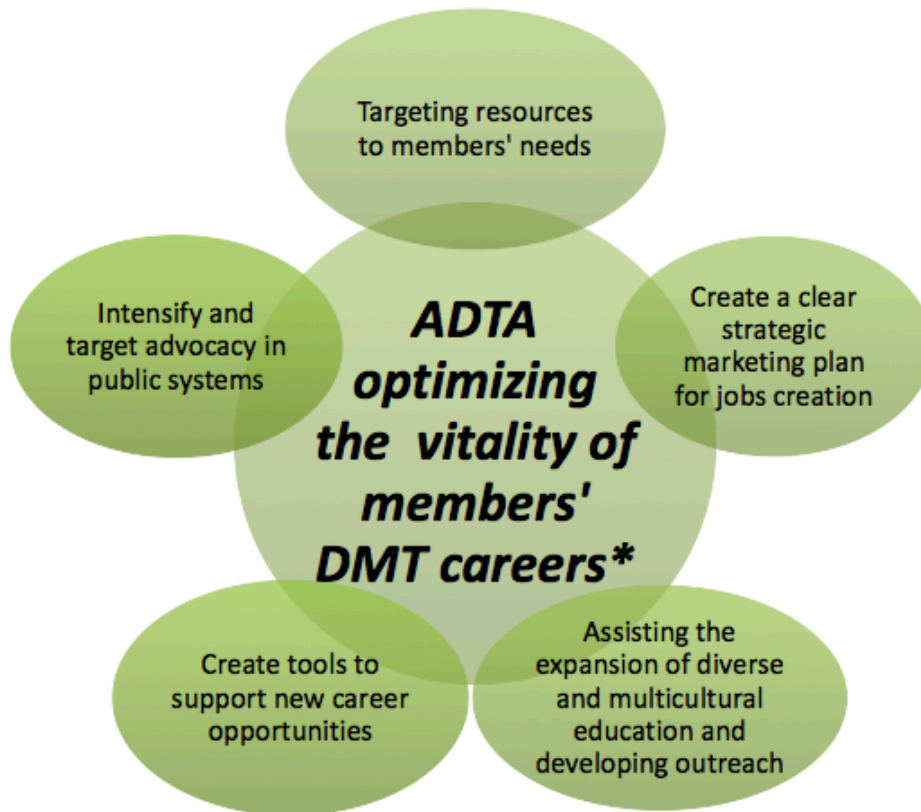 Targeting resources
to members' needs
Intensify and
target advocacy in
public systems
ADTA
optimizing
the vitality of
members'
DMT careers*
Create a clear
strategic
marketing plan
for jobs creation
Create tools to
support new career
opportunities
Assisting the
expansion of diverse
and multicultural
education and
developing outreach